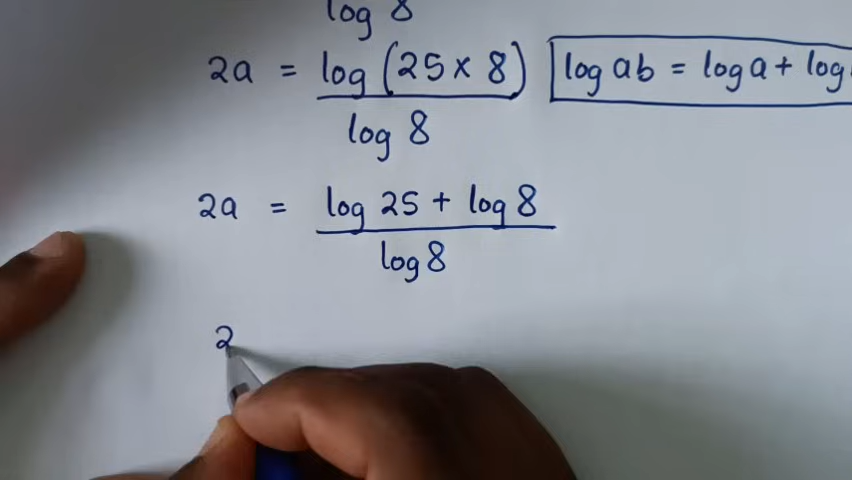 log 8
2a = log (25 × 8) log ab = log a + log
log 8
2a = log 25 + log 8
log 8
2